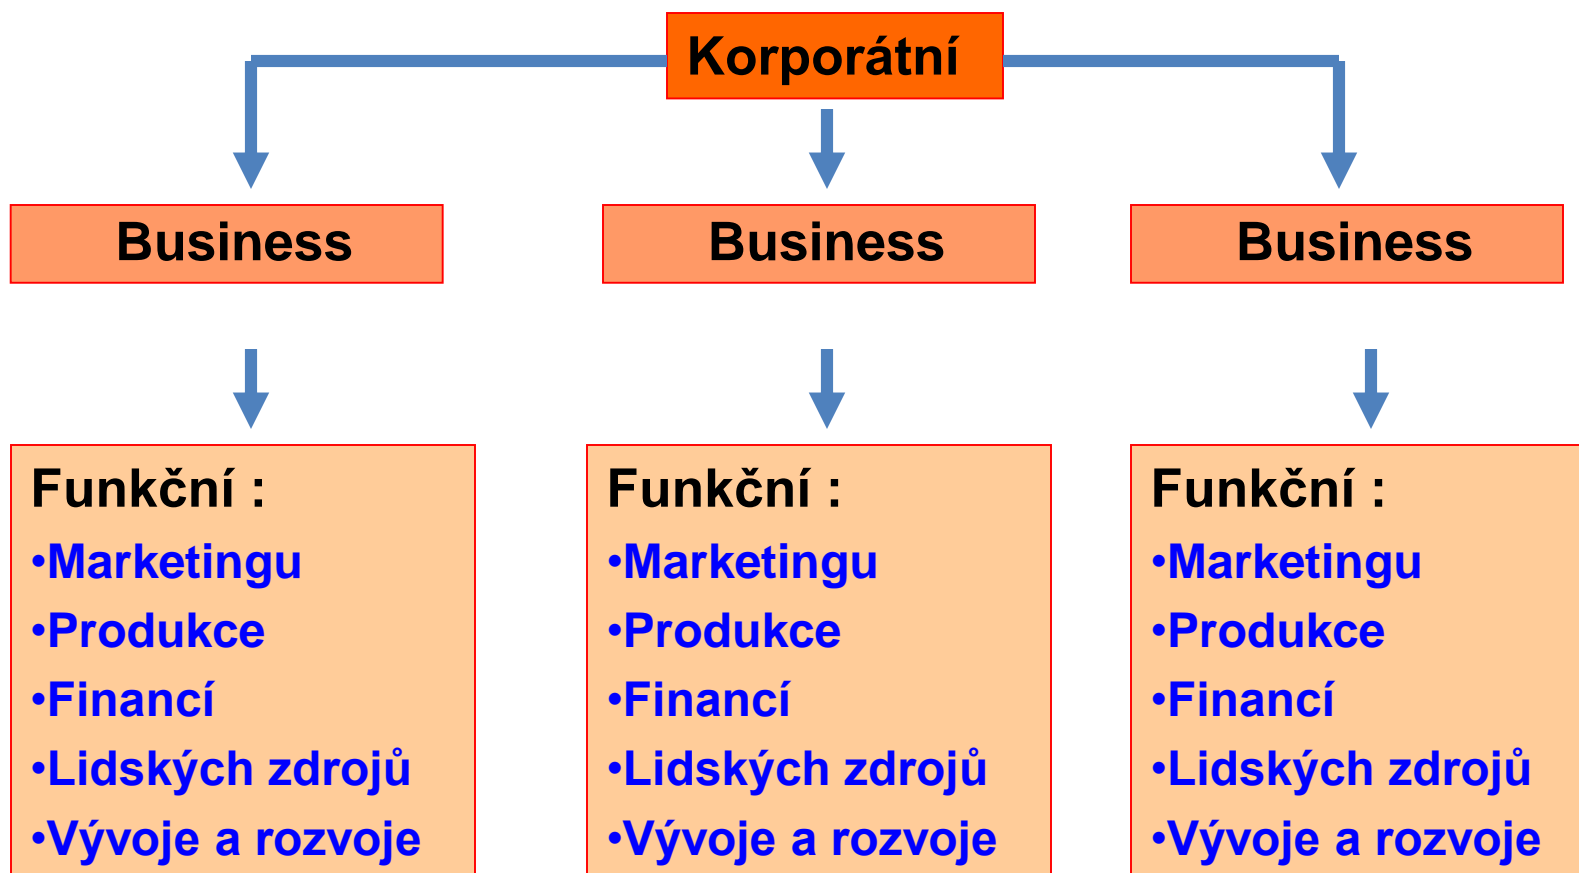 Korporátní
Business
Business
Business
Funkční :
•Marketingu
•Produkce
•Financí
•Lidských zdrojů
•Vývoje a rozvoje
Funkční :
•Marketingu
•Produkce
•Financí
•Lidských zdrojů
•Vývoje a rozvoje
Funkční :
•Marketingu
•Produkce
•Financí
•Lidských zdrojů
•Vývoje a rozvoje